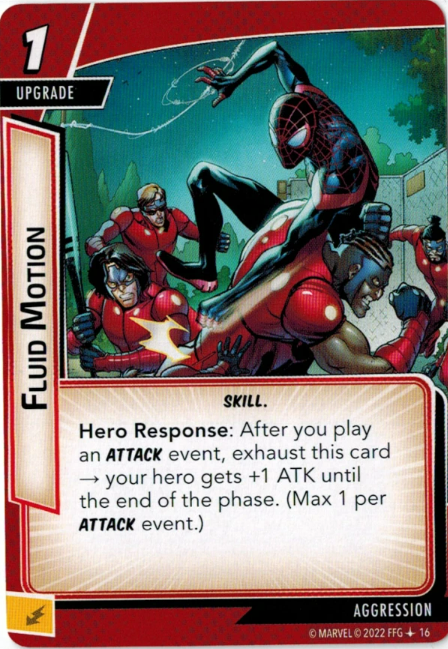 1
UPGRADE
FLUID MOTION
SKILL.
Hero Response: After you play
an ATTACK event, exhaust this card
→ your hero gets +1 ATK until
the end of the phase. (Max 1 per
ATTACK event.)
AGGRESSION
© MARVEL © 2022 FFG 16